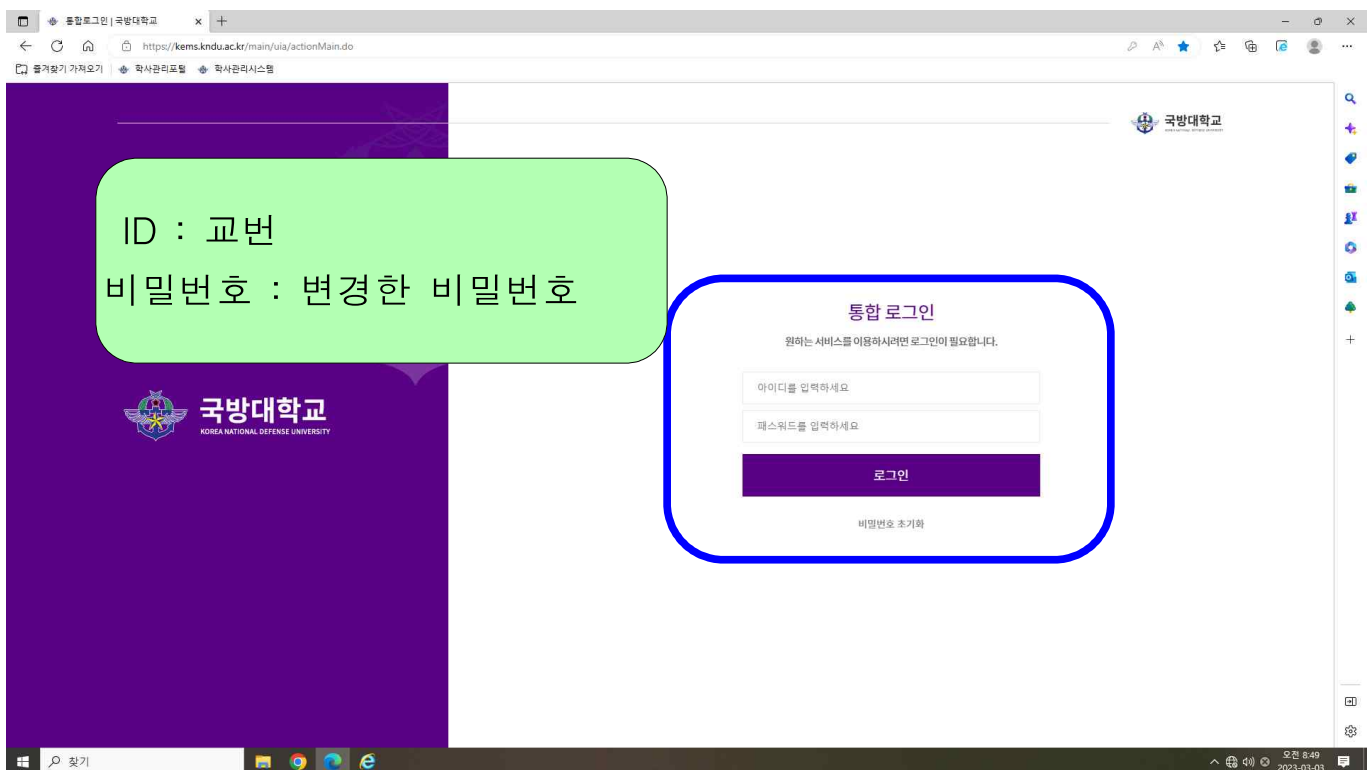 통합로그인 | 국방대학교
https://kems.kndu.ac.kr/main/uia/actionMain.do
즐겨찾기 가져오기 학사관리포털 학사관리시스템
국방대학교
ID : 교번
비밀번호 : 변경한 비밀번호
통합 로그인
원하는 서비스를 이용하시려면 로그인이 필요합니다.
아이디를 입력하세요
패스워드를 입력하세요
로그인
비밀번호 초기화
국방대학교
KOREA NATIONAL DEFENSE UNIVERSITY
찾기
오전 8:49
2023-03-03